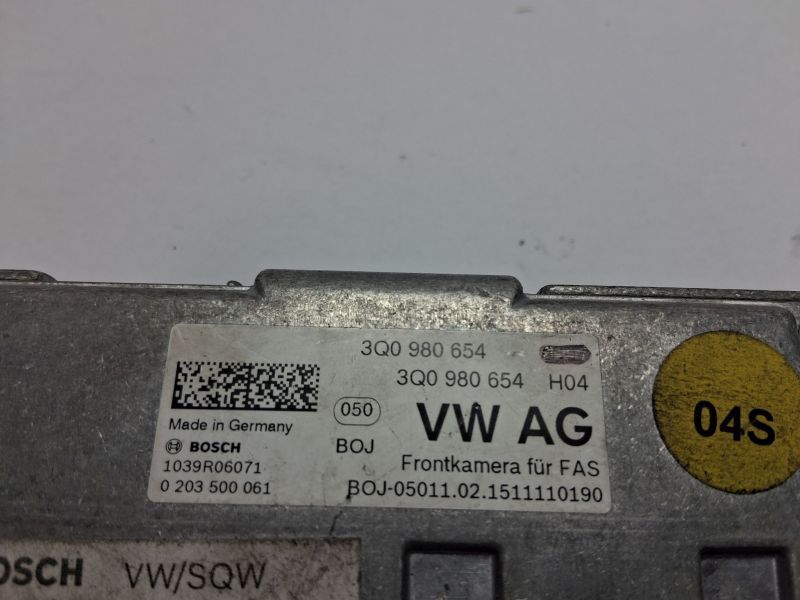 3Q0 980 654
3Q0 980 654 H04
050
VW AG
Made in Germany
BOSCH
BOJ
1039R06071
Frontkamera für FAS
0 203 500 061
BOJ-05011.02.1511110190
04S
OSCH VW/SQW